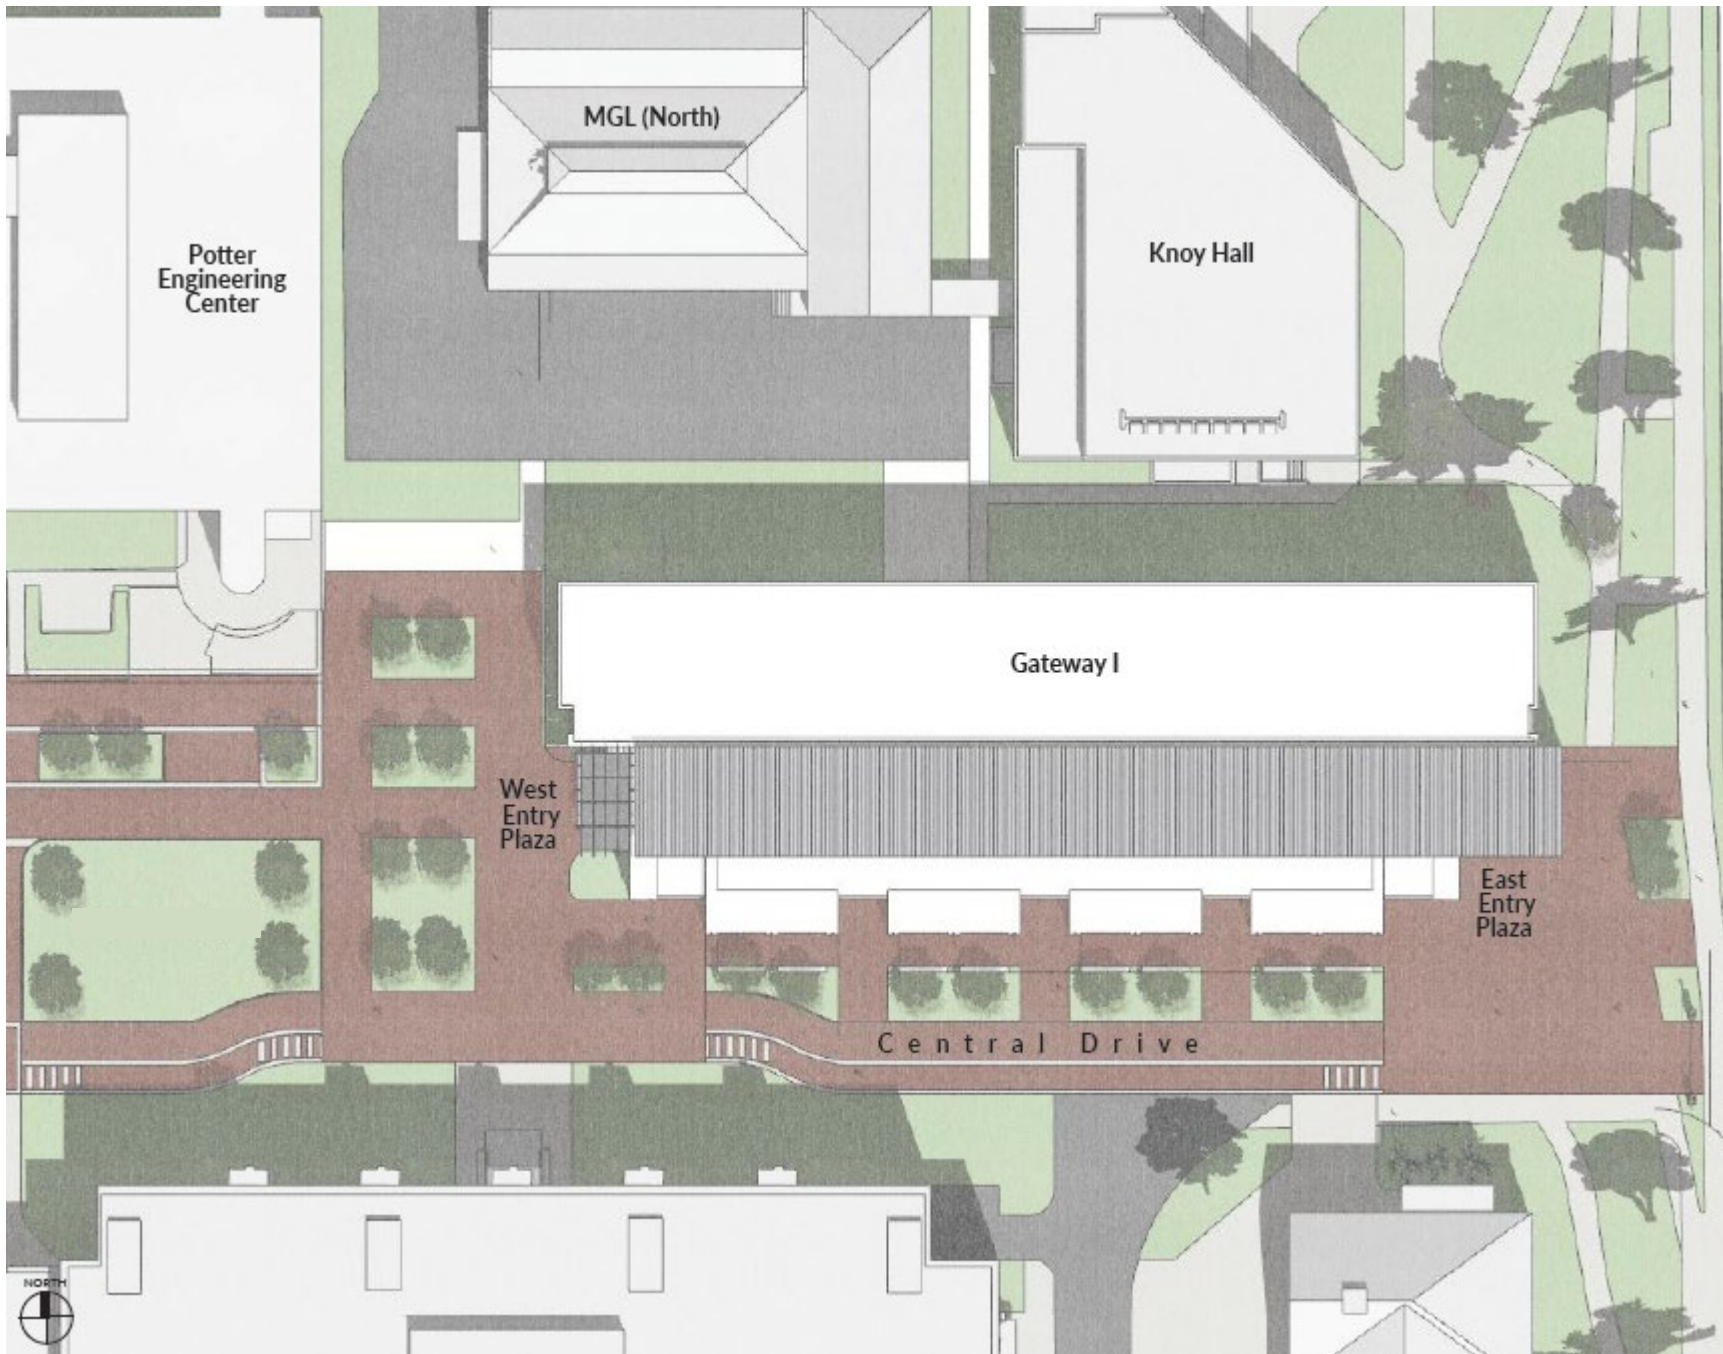 MGL (North)
Potter
Engineering
Center
Knoy Hall
Gateway I
West
Entry
Plaza
East
Entry
Plaza
Central Drive
NORTH